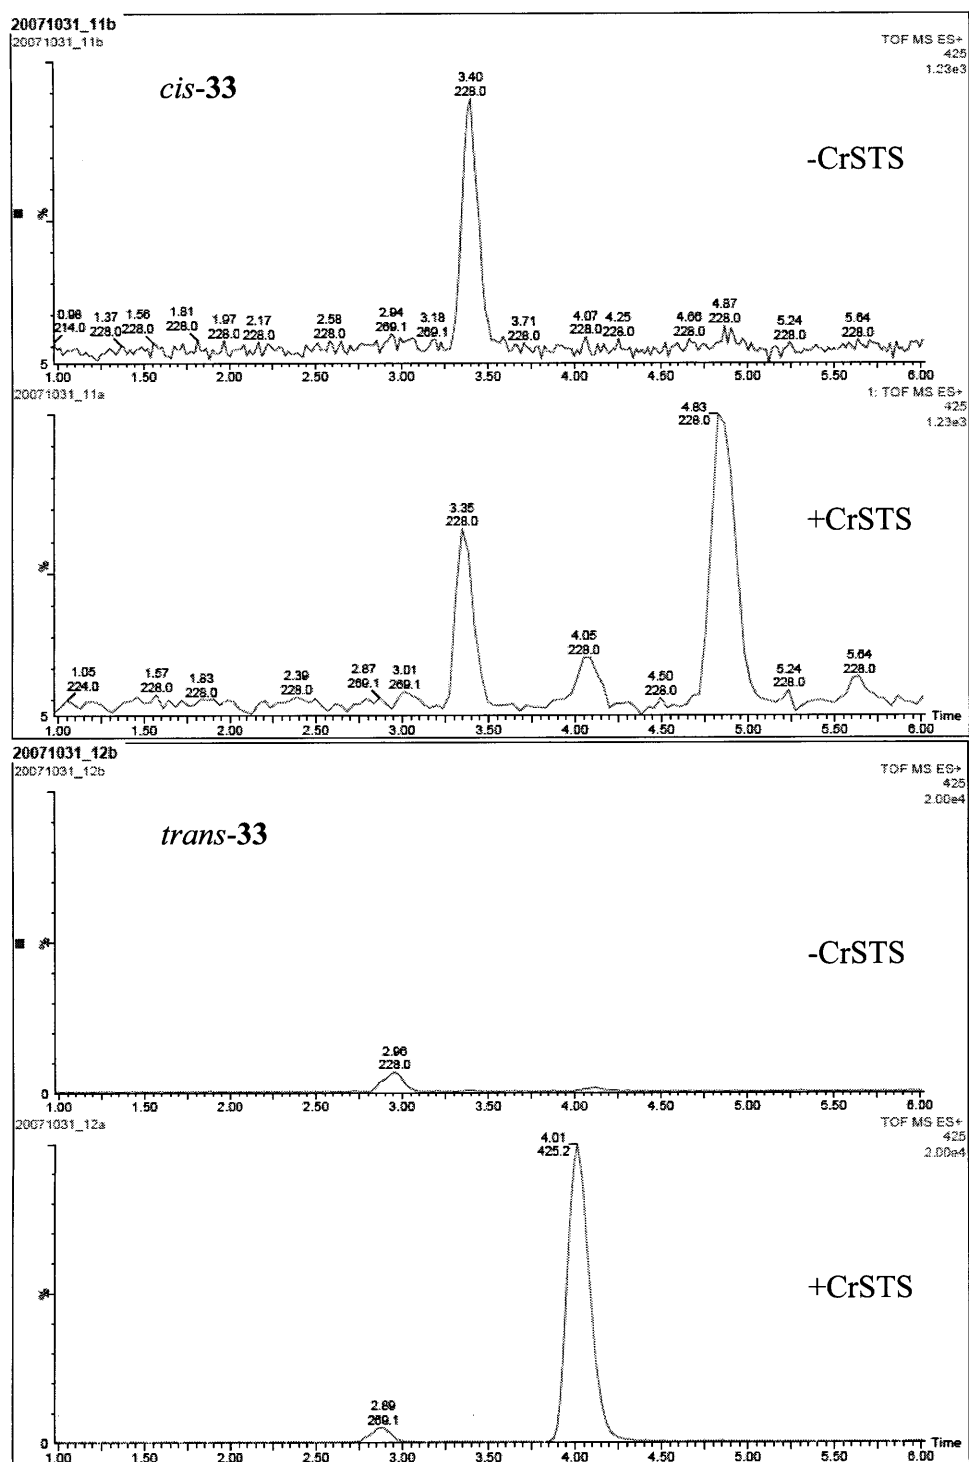 20071031_11b
20071031_11b
TOF MS ES+
425
1.23e3
cis-33
-CrSTS
%
3.40
228.0
0.98
214.0
1.37
228.0
1.56
228.0
1.81
228.0
1.97
228.0
2.17
228.0
2.58
228.0
2.94
269.1
3.18
269.1
3.71
228.0
4.07
228.0
4.25
228.0
4.66
228.0
4.87
228.0
5.24
228.0
5.64
228.0
5
1.00 1.50 2.00 2.50 3.00 3.50 4.00 4.50 5.00 5.50 6.00
20071031_11a
1: TOF MS ES+
425
1.23e3
+CrSTS
%
1.05
224.0
1.57
228.0
1.83
228.0
2.39
228.0
2.87
269.1
3.01
269.1
3.35
228.0
4.05
228.0
4.50
228.0
4.83
228.0
5.24
228.0
5.64
228.0
5
Time
1.00 1.50 2.00 2.50 3.00 3.50 4.00 4.50 5.00 5.50 6.00
20071031_12b
20071031_12b
TOF MS ES+
425
2.00e4
trans-33
-CrSTS
%
2.96
228.0
0
1.00 1.50 2.00 2.50 3.00 3.50 4.00 4.50 5.00 5.50 6.00
20071031_12a
TOF MS ES+
425
2.00e4
4.01
425.2
+CrSTS
%
2.89
269.1
0
Time
1.00 1.50 2.00 2.50 3.00 3.50 4.00 4.50 5.00 5.50 6.00